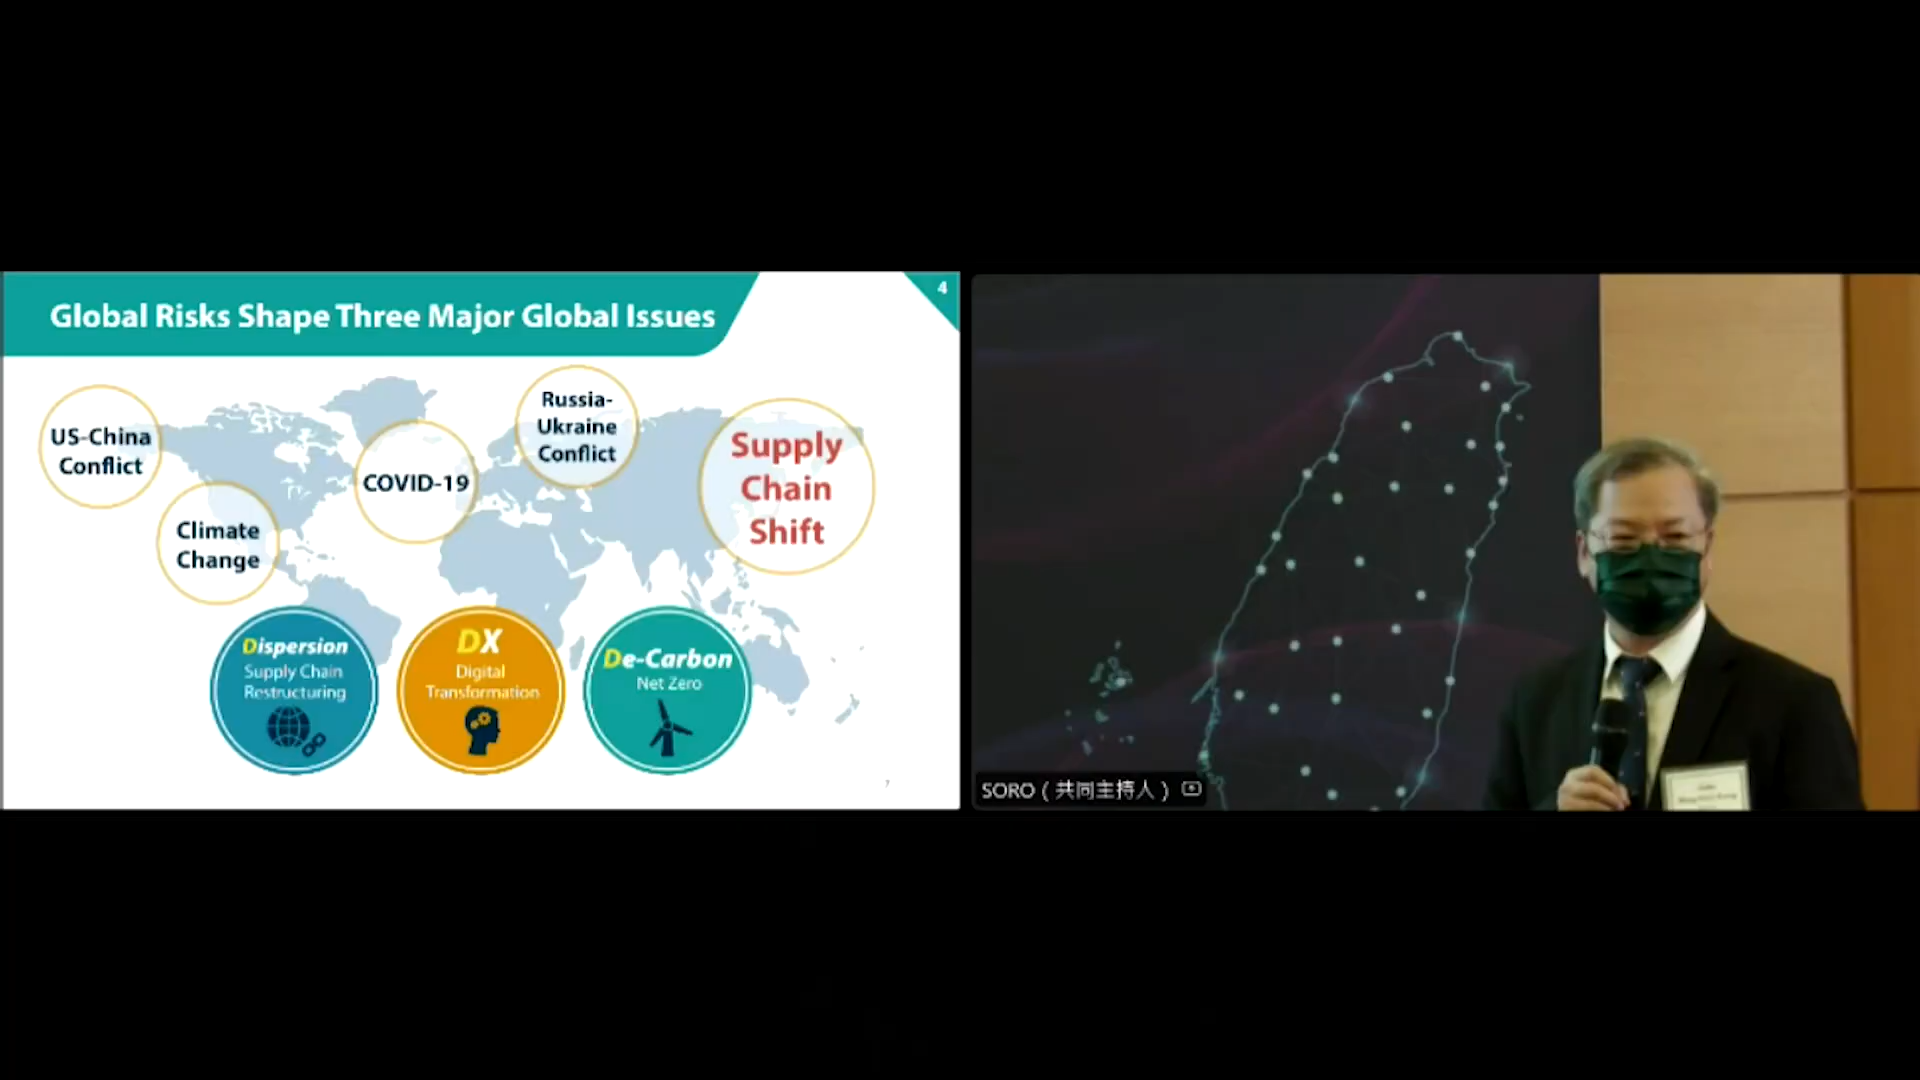 Global Risks Shape Three Major Global Issues
4
US-China
Conflict
Climate
Change
COVID-19
Russia-
Ukraine
Conflict
Supply
Chain
Shift
Dispersion
Supply Chain
Restructuring
DX
Digital
Transformation
De-Carbon
Net Zero
SORO ( 共同主持人 )